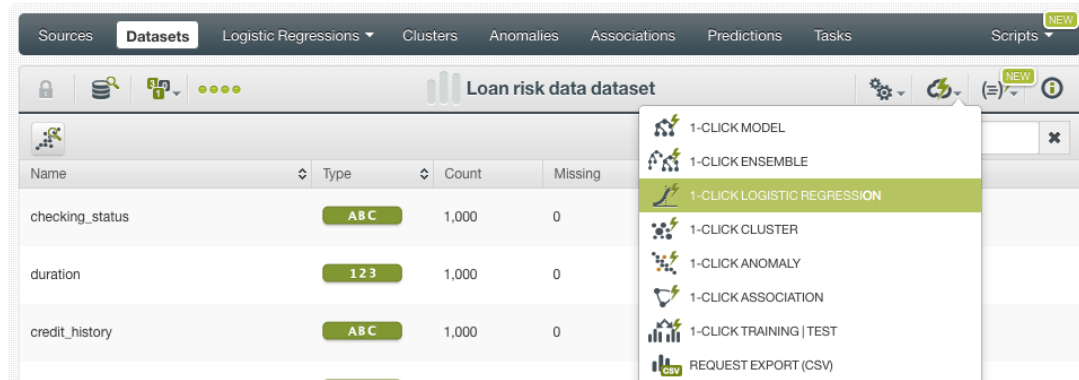 NEW
Sources Datasets Logistic Regressions Clusters Anomalies Associations Predictions Tasks Scripts
Loan risk data dataset (=) NEW
1-CLICK MODEL
1-CLICK ENSEMBLE
Name Type Count Missing
1-CLICK LOGISTIC REGRESSION
checking_status ABC 1,000 0
1-CLICK CLUSTER
1-CLICK ANOMALY
duration 123 1,000 0
1-CLICK ASSOCIATION
credit_history ABC 1,000 0
1-CLICK TRAINING | TEST
CSV REQUEST EXPORT (CSV)